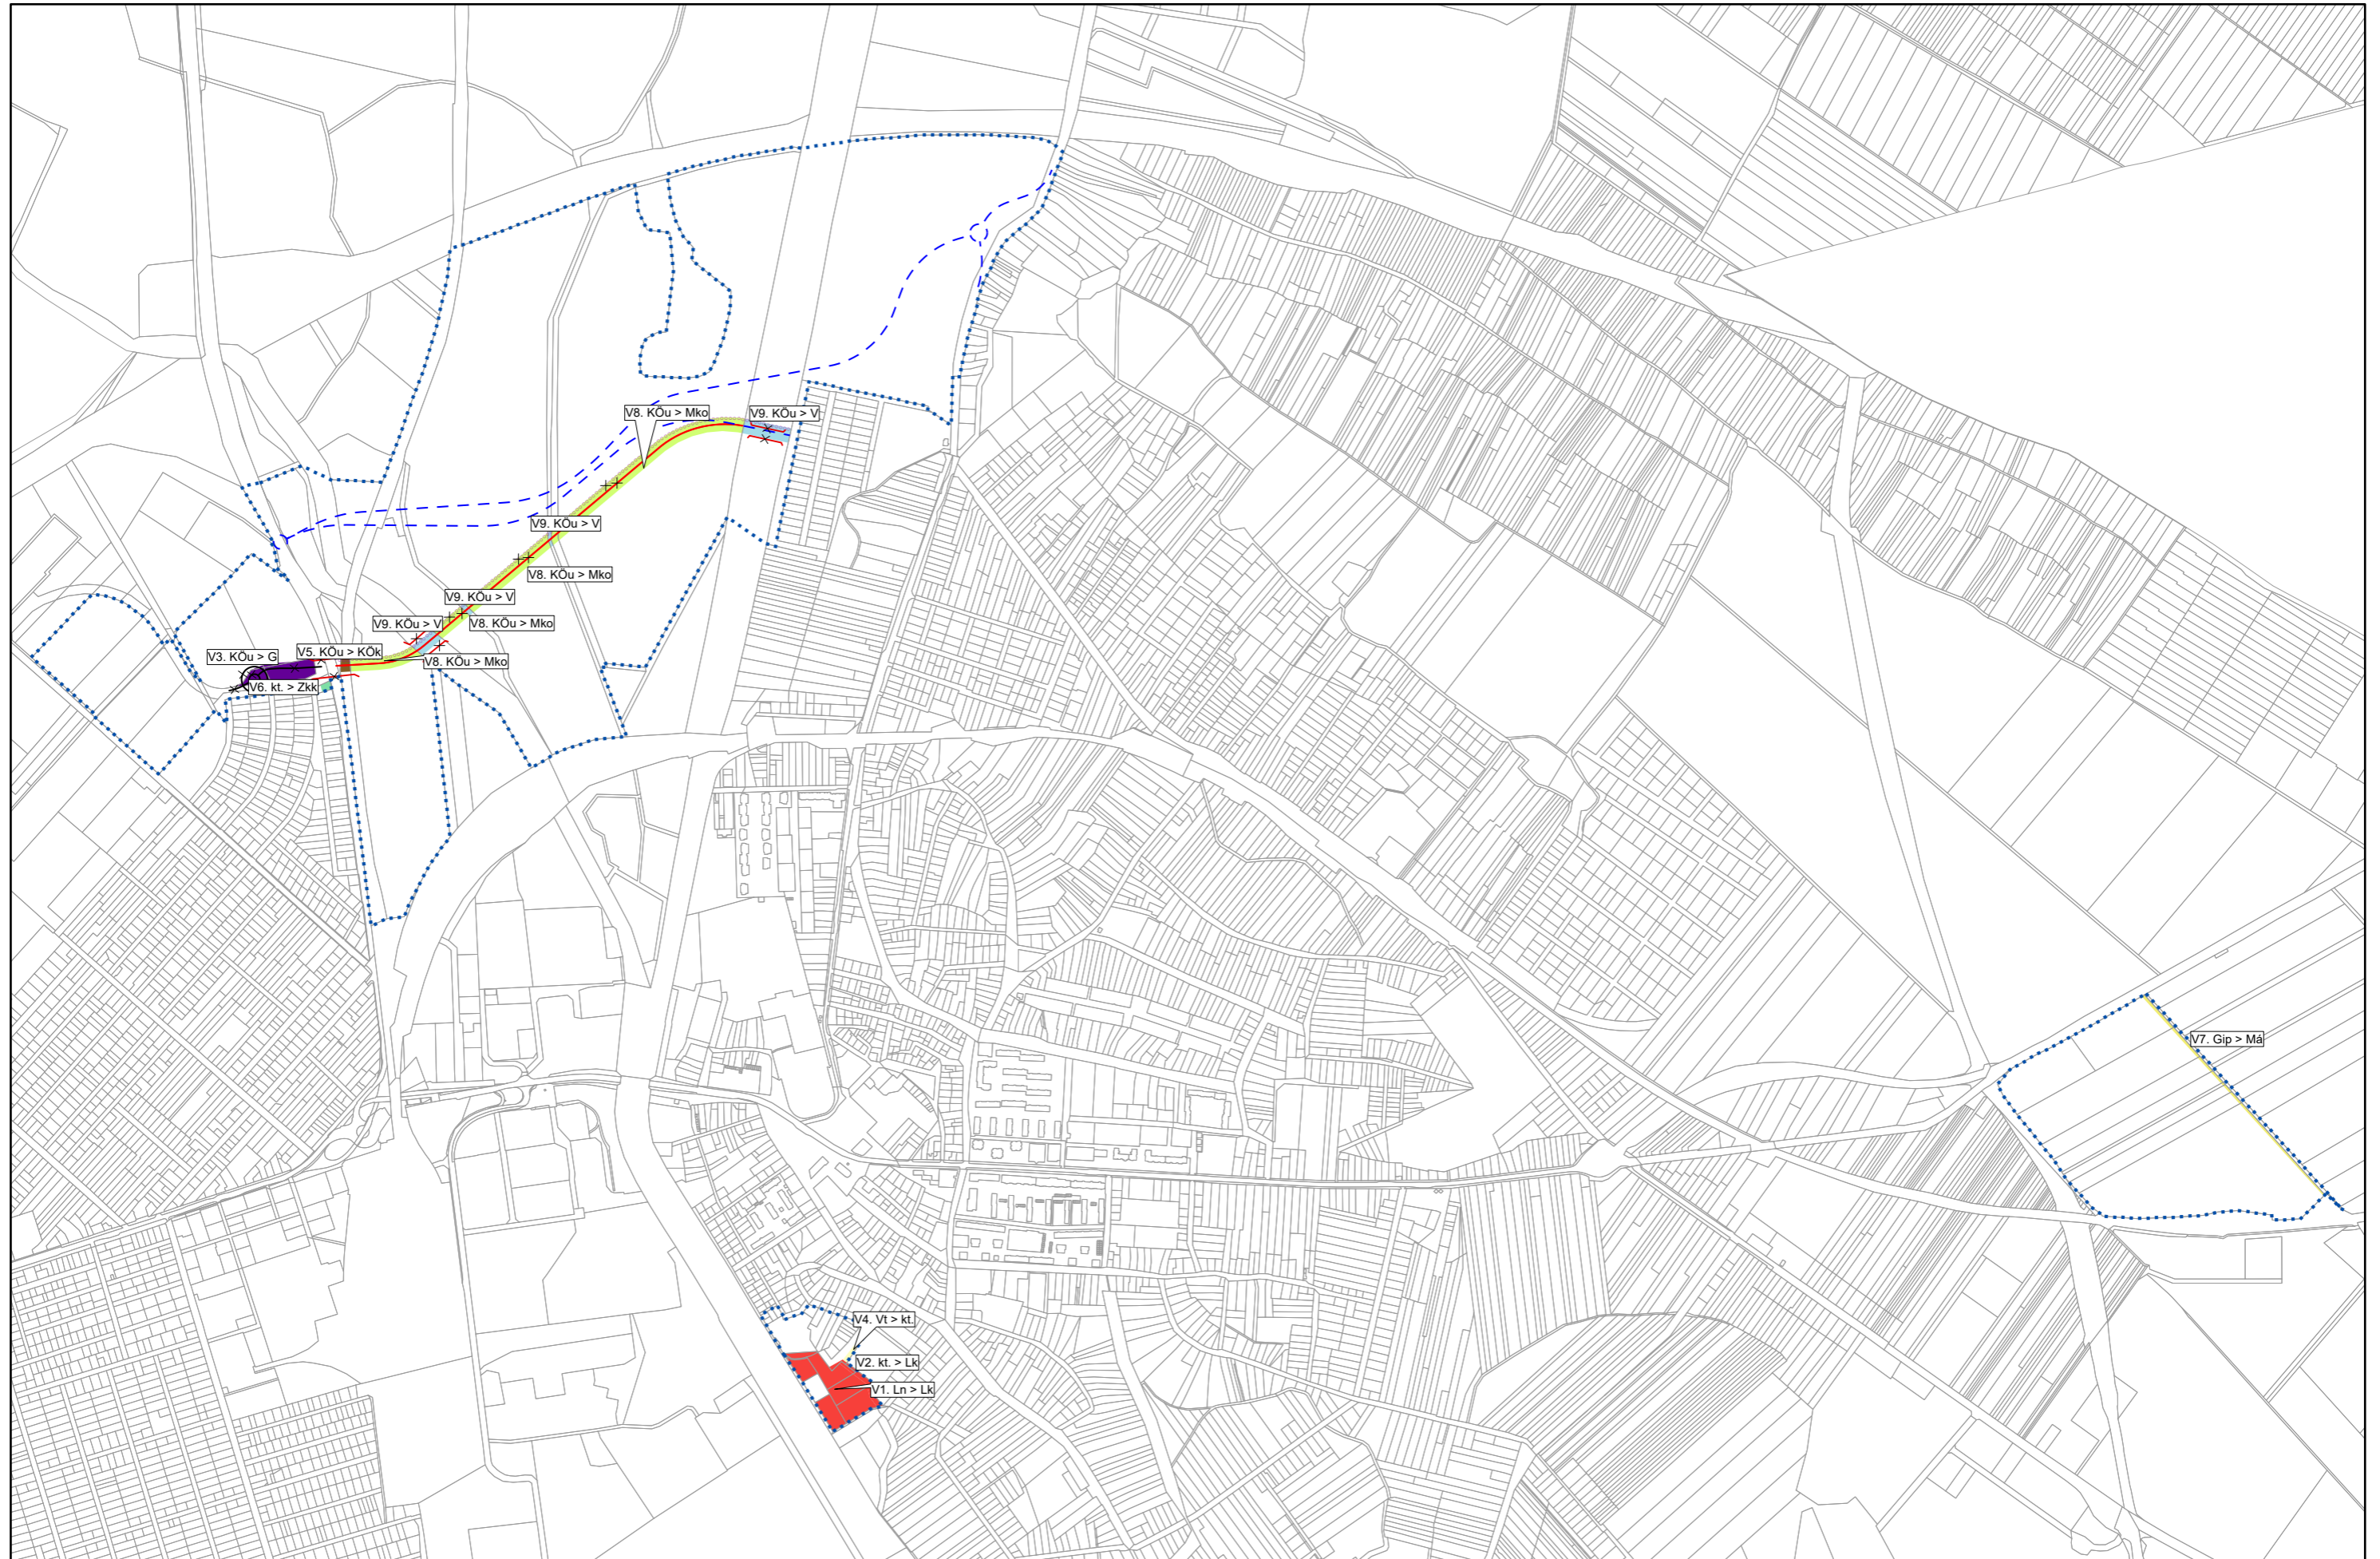 V8. KÖu > Mko
V9. KÖu > V
V9. KÖu > V
V8. KÖu > Mko
V9. KÖu > V
V9. KÖu > V
V8. KÖu > Mko
V3. KÖu > G
V5. KÖu > KÖk
V8. KÖu > Mko
V6. kt. > Zkk
V7. Gip > Má
V4. Vt > kt.
V2. kt. > Lk
V1. Ln > Lk